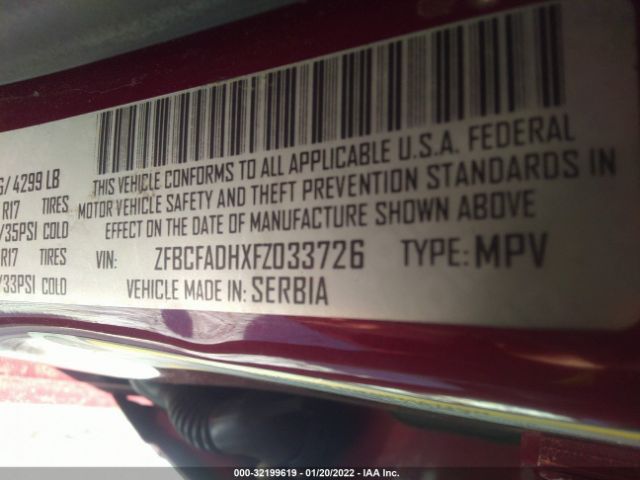 THIS VEHICLE CONFORMS TO ALL APPLICABLE U.S.A. FEDERAL
MOTOR VEHICLE SAFETY AND THEFT PREVENTION STANDARDS IN
EFFECT ON THE DATE OF MANUFACTURE SHOWN ABOVE
VIN: ZFBCFADHXFZ033726 TYPE: MPV
VEHICLE MADE IN: SERBIA
/ 4299 LB
R17 TIRES
/35PSI COLD
R17 TIRES
/33PSI COLD
000-32199619 - 01/20/2022 - IAA Inc.